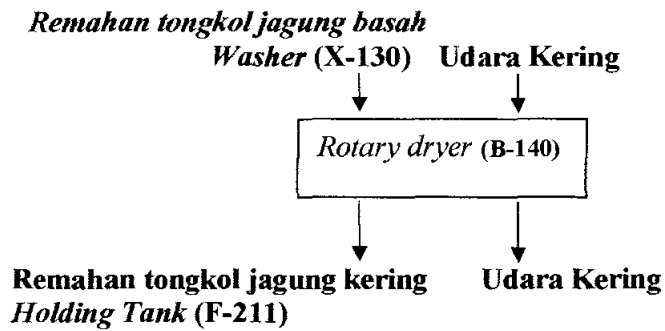 Remahan tongkol jagung basah
Washer (X-130) Udara Kering
Rotary dryer (B-140)
Remahan tongkol jagung kering Udara Kering
Holding Tank (F-211)